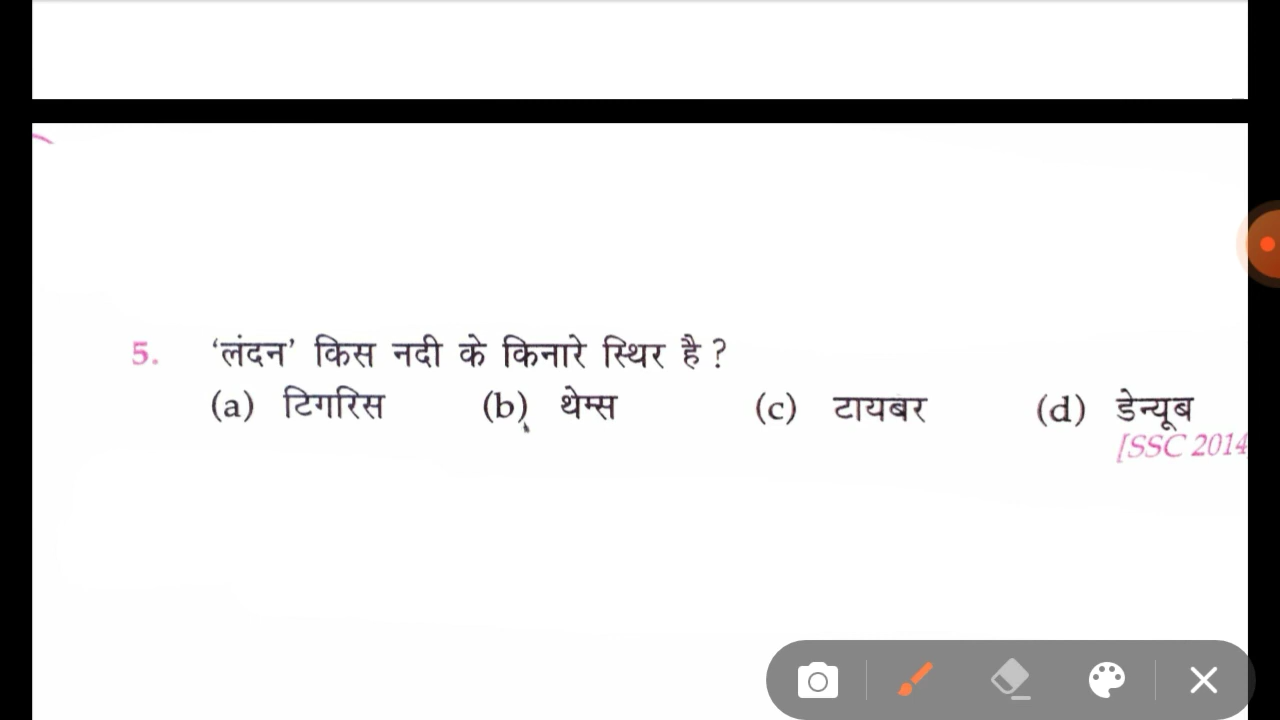 5. 'लंदन' किस नदी के किनारे स्थिर है ?
(a) टिगरिस (b) थेम्स (c) टायबर (d) डेन्यूब
[SSC 2014